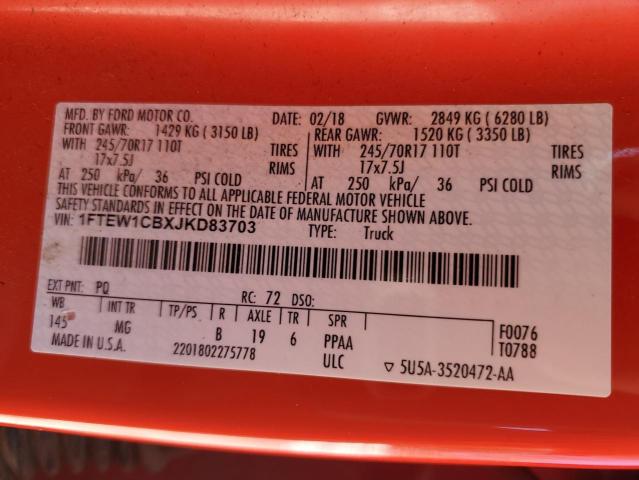 MFD. BY FORD MOTOR CO. DATE: 02/18 GVWR: 2849 KG ( 6280 LB)
FRONT GAWR: 1429 KG ( 3150 LB) REAR GAWR: 1520 KG ( 3350 LB)
WITH 245/70R17 110T TIRES WITH 245/70R17 110T TIRES
17x7.5J RIMS 17x7.5J RIMS
AT 250 kPa/ 36 PSI COLD AT 250 kPa/ 36 PSI COLD
THIS VEHICLE CONFORMS TO ALL APPLICABLE FEDERAL MOTOR VEHICLE
SAFETY STANDARDS IN EFFECT ON THE DATE OF MANUFACTURE SHOWN ABOVE.
VIN: 1FTEW1CBXJKD83703 TYPE: Truck
EXT PNT: PQ RC: 72 DSO:
WB INT TR TP/PS R AXLE TR SPR F0076
145 MG B 19 6 PPAA T0788
MADE IN U.S.A. 2201802275778 ULC ▽ 5U5A-3520472-AA